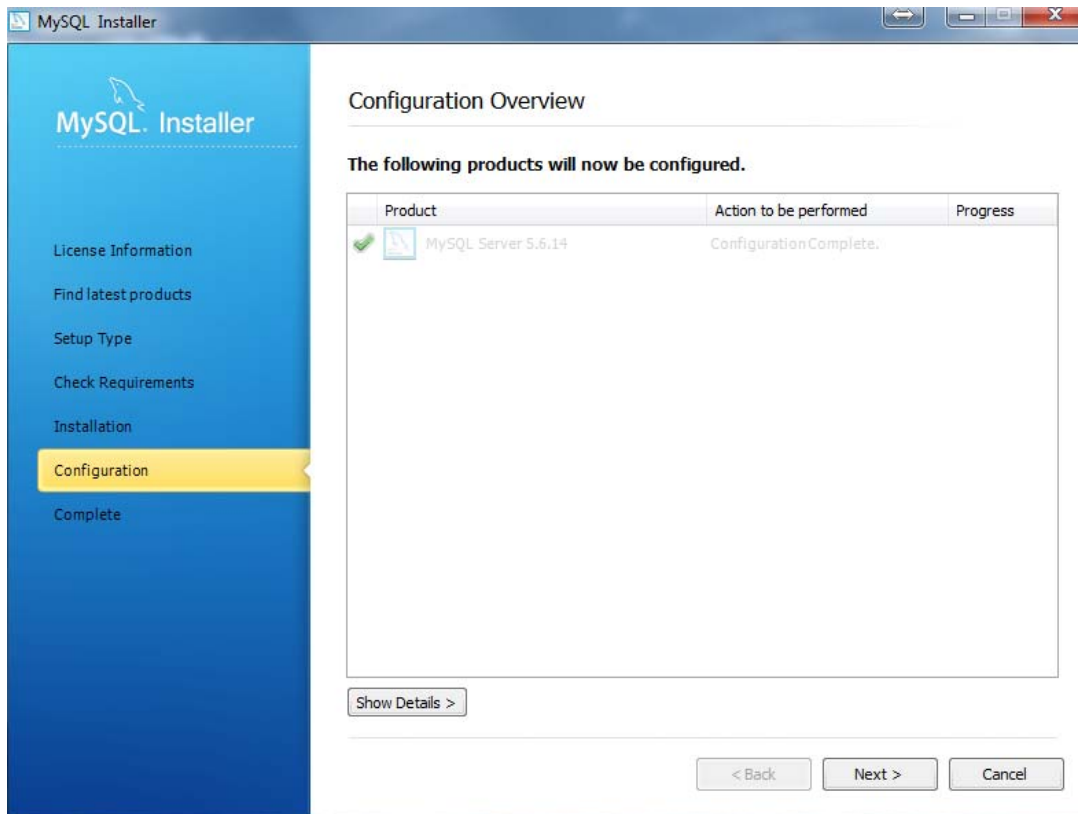 MySQL Installer
MySQL. Installer
License Information
Find latest products
Setup Type
Check Requirements
Installation
Configuration
Complete
Configuration Overview
The following products will now be configured.
Product Action to be performed Progress
MySQL Server 5.6.14 Configuration Complete.
Show Details >
< Back Next > Cancel